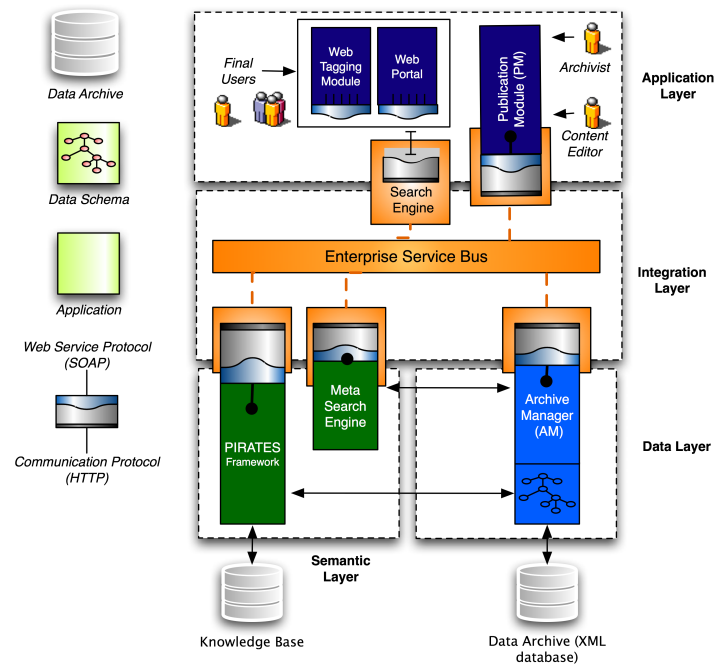 Data Archive
Data Schema
Application
Web Service Protocol
(SOAP)
Communication Protocol
(HTTP)
Final
Users
Web
Tagging
Module
Web
Portal
Publication
Module (PM)
Archivist
Content
Editor
Application
Layer
Search
Engine
Enterprise Service Bus
Integration
Layer
PIRATES
Framework
Meta
Search
Engine
Archive
Manager
(AM)
Data Layer
Semantic
Layer
Knowledge Base
Data Archive (XML
database)